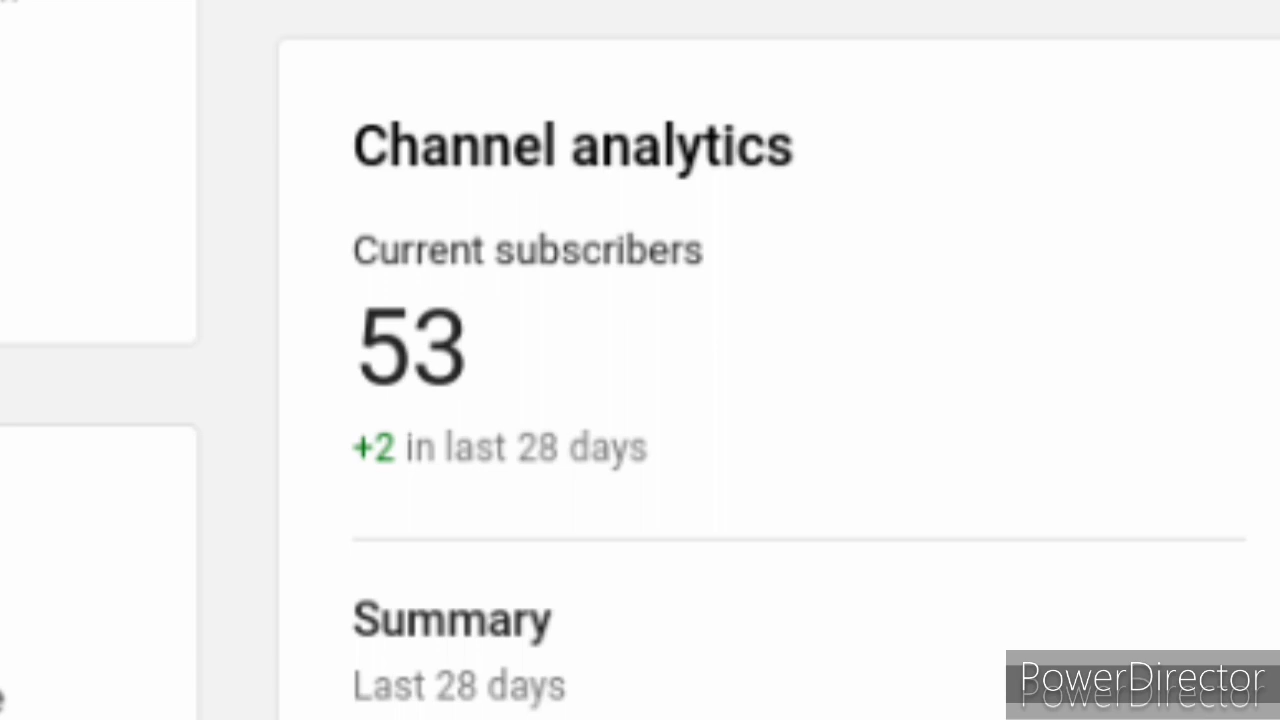 Channel analytics
Current subscribers
53
+2 in last 28 days
Summary
Last 28 days
PowerDirector